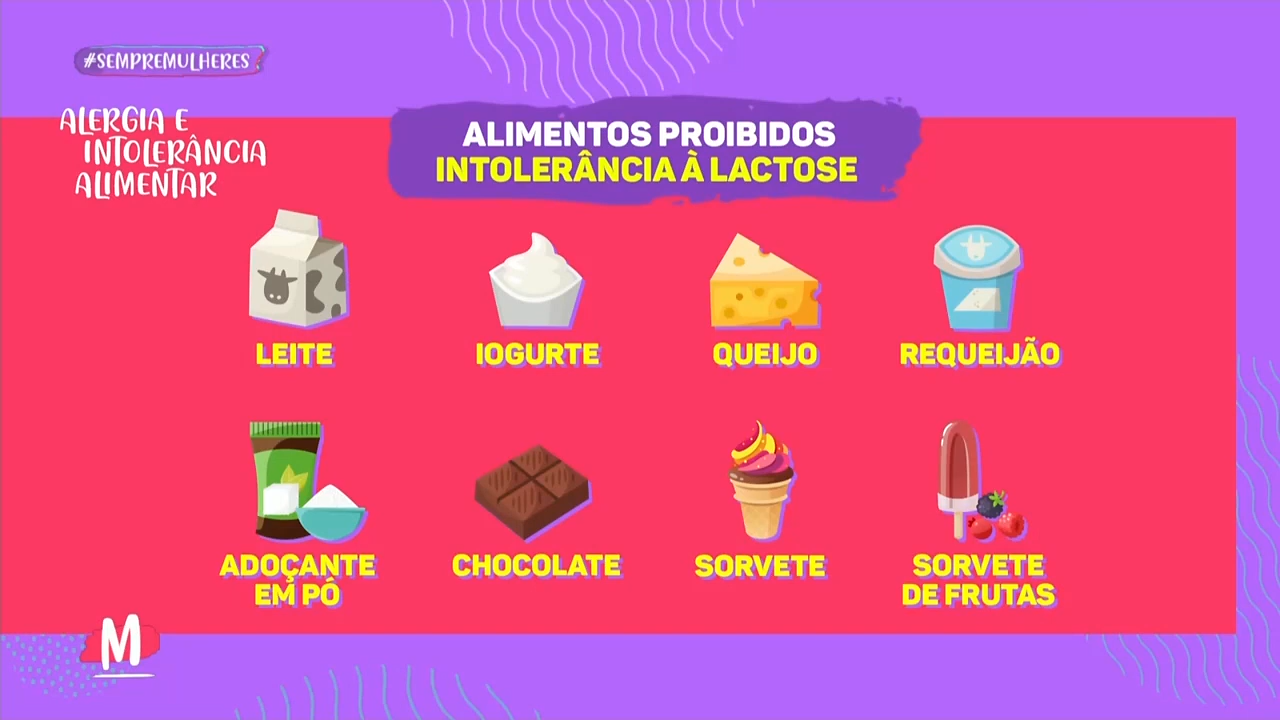 #SEMPREMULHERES
ALERGIA E
INTOLERÂNCIA
ALIMENTAR
ALIMENTOS PROIBIDOS
INTOLERÂNCIA À LACTOSE
LEITE
IOGURTE
QUEIJO
REQUEIJÃO
ADOÇANTE
EM PÓ
CHOCOLATE
SORVETE
SORVETE
DE FRUTAS
M